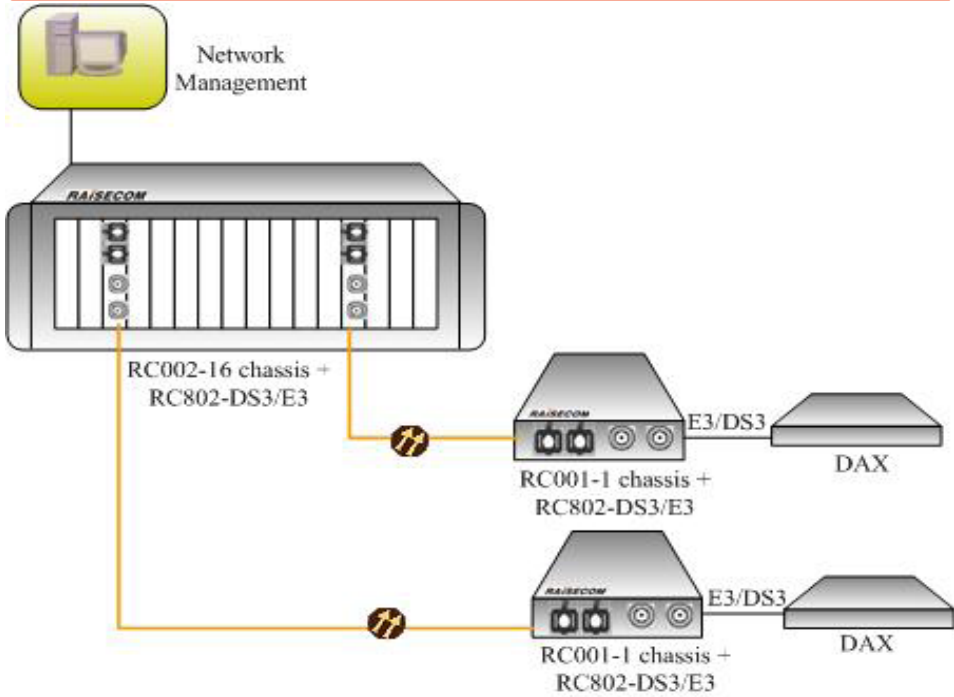 Network
Management
RAISECOM
RC002-16 chassis +
RC802-DS3/E3
RAISECOM
E3/DS3
DAX
RC001-1 chassis +
RC802-DS3/E3
RAISECOM
E3/DS3
DAX
RC001-1 chassis +
RC802-DS3/E3